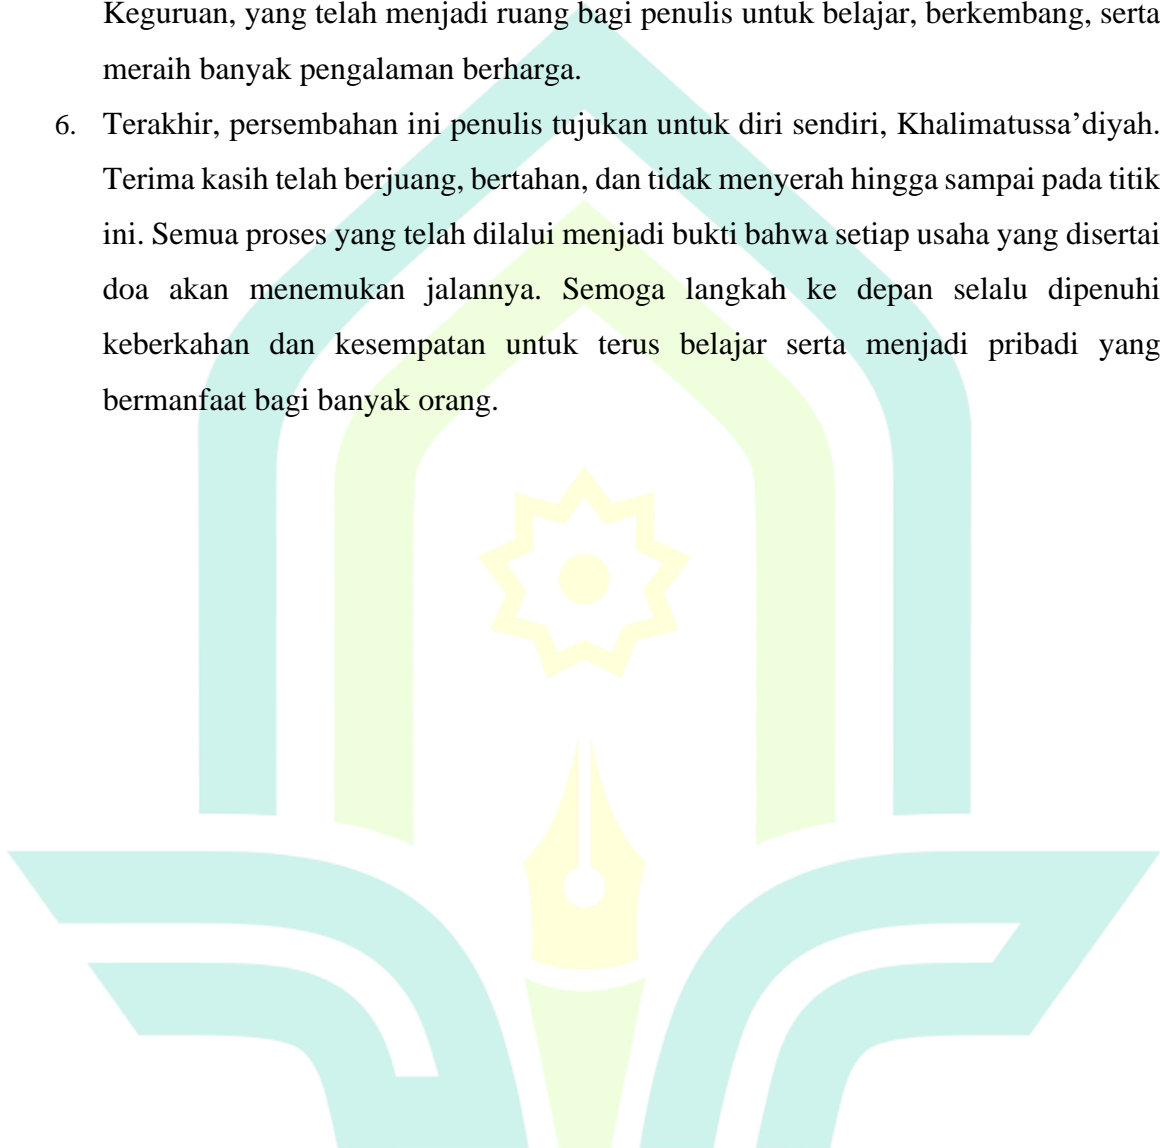 Keguruan, yang telah menjadi ruang bagi penulis untuk belajar, berkembang, serta
meraih banyak pengalaman berharga.
6. Terakhir, persembahan ini penulis tujukan untuk diri sendiri, Khalimatussa’diyah.
Terima kasih telah berjuang, bertahan, dan tidak menyerah hingga sampai pada titik
ini. Semua proses yang telah dilalui menjadi bukti bahwa setiap usaha yang disertai
doa akan menemukan jalannya. Semoga langkah ke depan selalu dipenuhi
keberkahan dan kesempatan untuk terus belajar serta menjadi pribadi yang
bermanfaat bagi banyak orang.